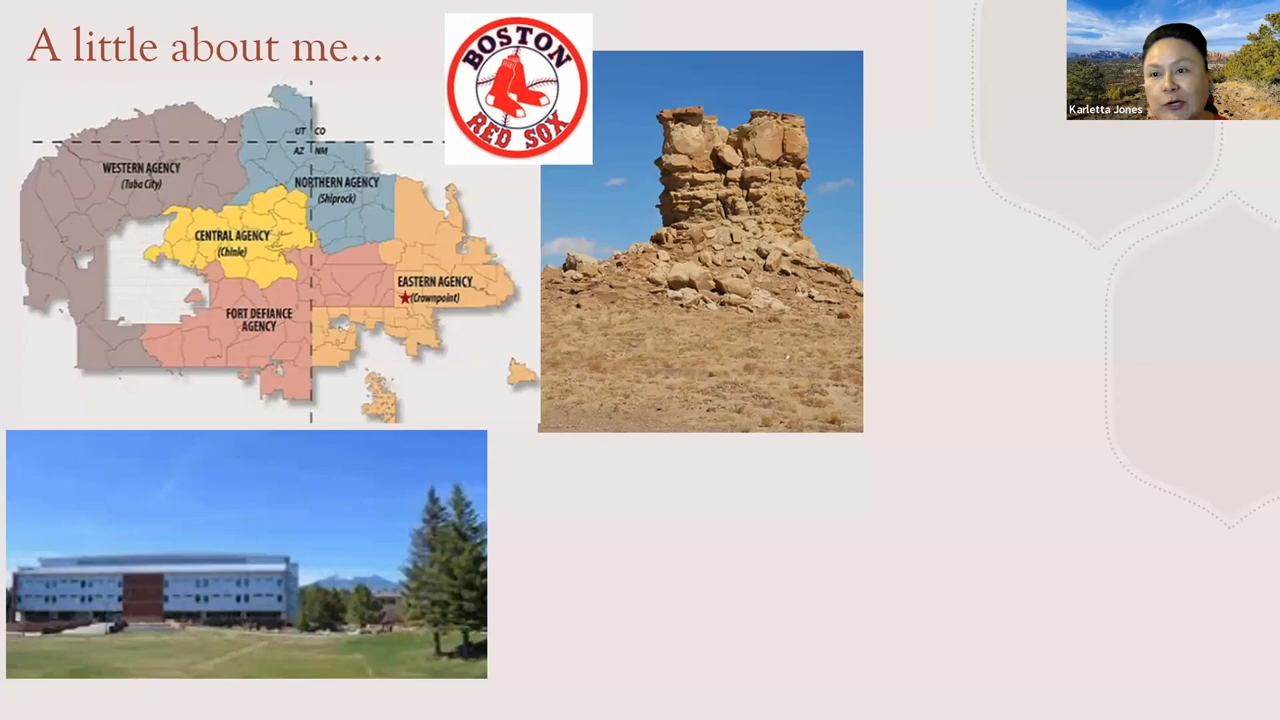 A little about me...
BOSTON
RED SOX
UT CO
AZ NM
WESTERN AGENCY
(Tuba City)
NORTHERN AGENCY
(Shiprock)
CENTRAL AGENCY
(Chinle)
EASTERN AGENCY
(Crownpoint)
FORT DEFIANCE
AGENCY
Karletta Jones